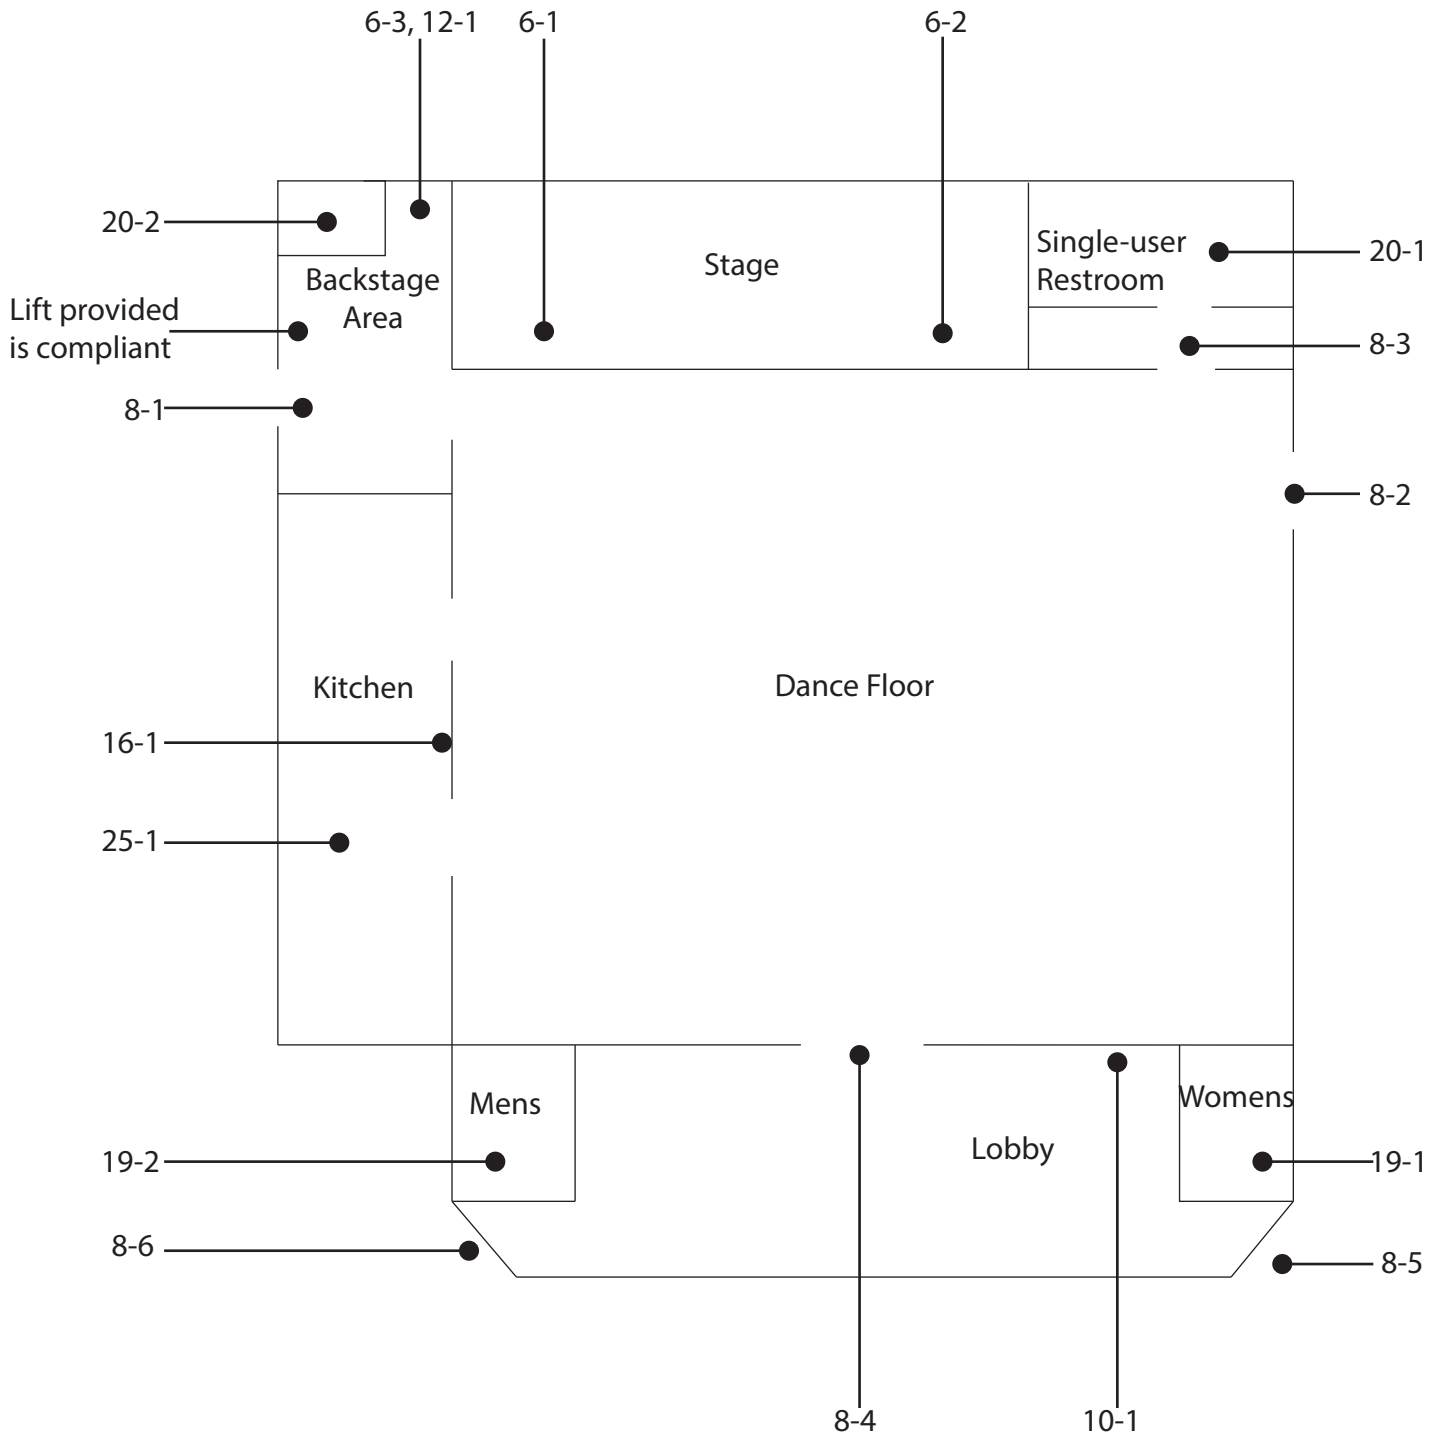 6-3, 12-1
6-1
6-2
20-2
Backstage
Area
Stage
Single-user
Restroom
20-1
Lift provided
is compliant
8-3
8-1
8-2
Kitchen
Dance Floor
16-1
25-1
Mens
Womens
Lobby
19-2
19-1
8-6
8-5
8-4
10-1